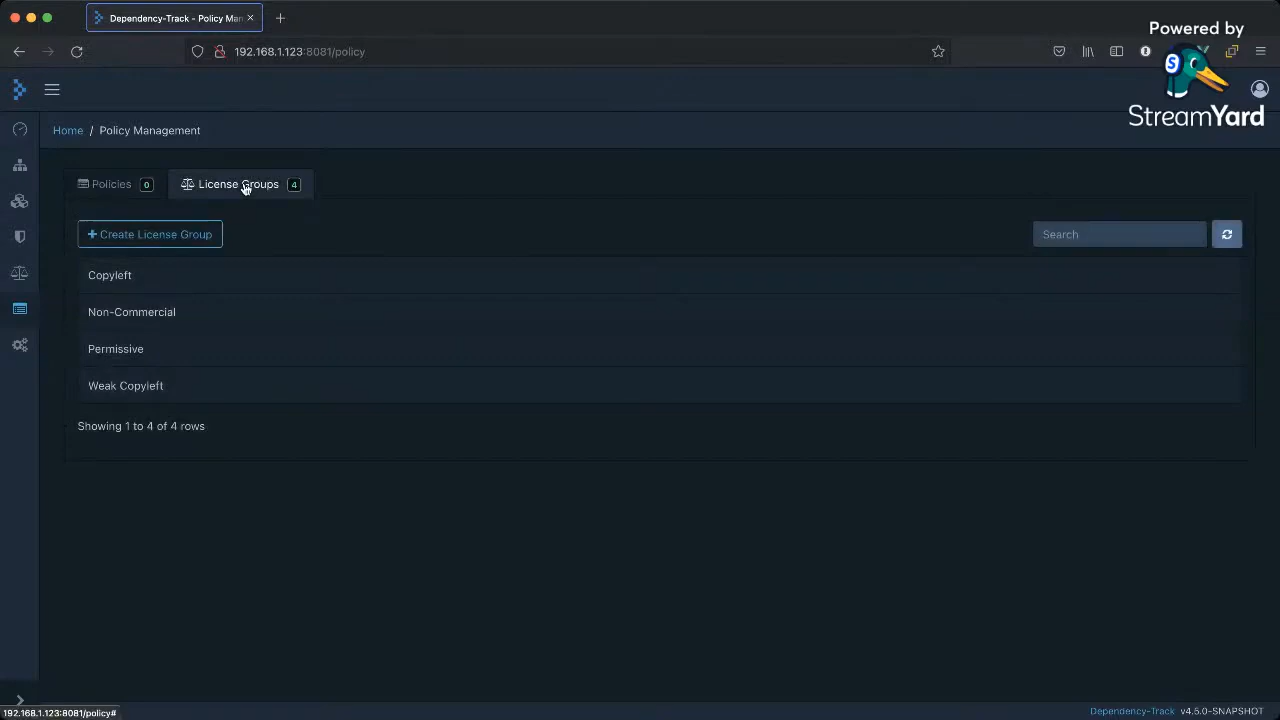 Dependency-Track - Policy Man
Powered by
192.168.1.123:8081/policy
StreamYard
Home / Policy Management
Policies 0
License Groups 4
+ Create License Group
Search
Copyleft
Non-Commercial
Permissive
Weak Copyleft
Showing 1 to 4 of 4 rows
192.168.1.123:8081/policy#
Dependency-Track v4.5.0-SNAPSHOT